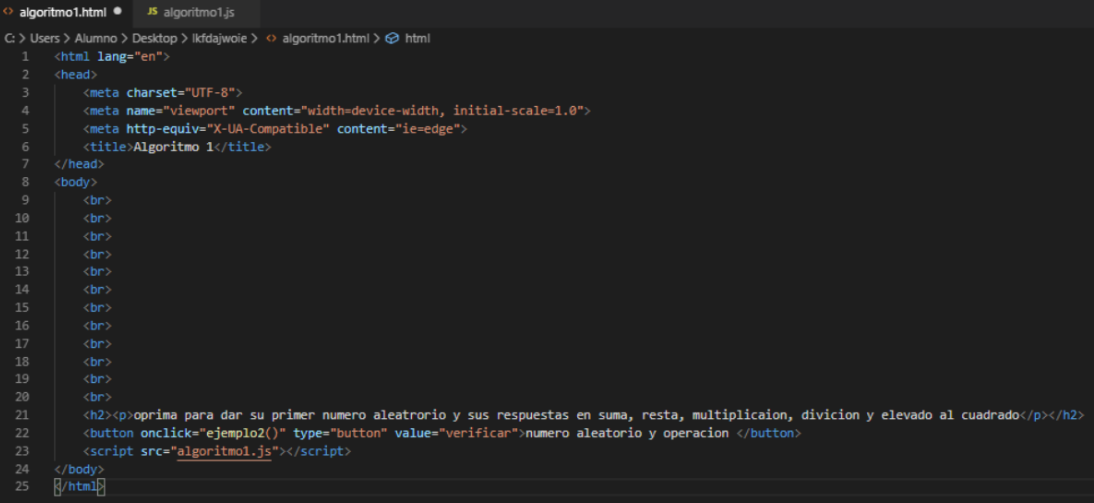 algoritmo1.html ● JS algoritmo1.js
C: > Users > Alumno > Desktop > lkfdajwoie > algoritmo1.html > html
1 <html lang="en">
2 <head>
3 <meta charset="UTF-8">
4 <meta name="viewport" content="width=device-width, initial-scale=1.0">
5 <meta http-equiv="X-UA-Compatible" content="ie=edge">
6 <title>Algoritmo 1</title>
7 </head>
8 <body>
9 <br>
10 <br>
11 <br>
12 <br>
13 <br>
14 <br>
15 <br>
16 <br>
17 <br>
18 <br>
19 <br>
20 <br>
21 <h2><p>oprima para dar su primer numero aleatrorio y sus respuestas en suma, resta, multiplicaion, divicion y elevado al cuadrado</p></h2>
22 <button onclick="ejemplo2()" type="button" value="verificar">numero aleatorio y operacion </button>
23 <script src="algoritmo1.js"></script>
24 </body>
25 </html>